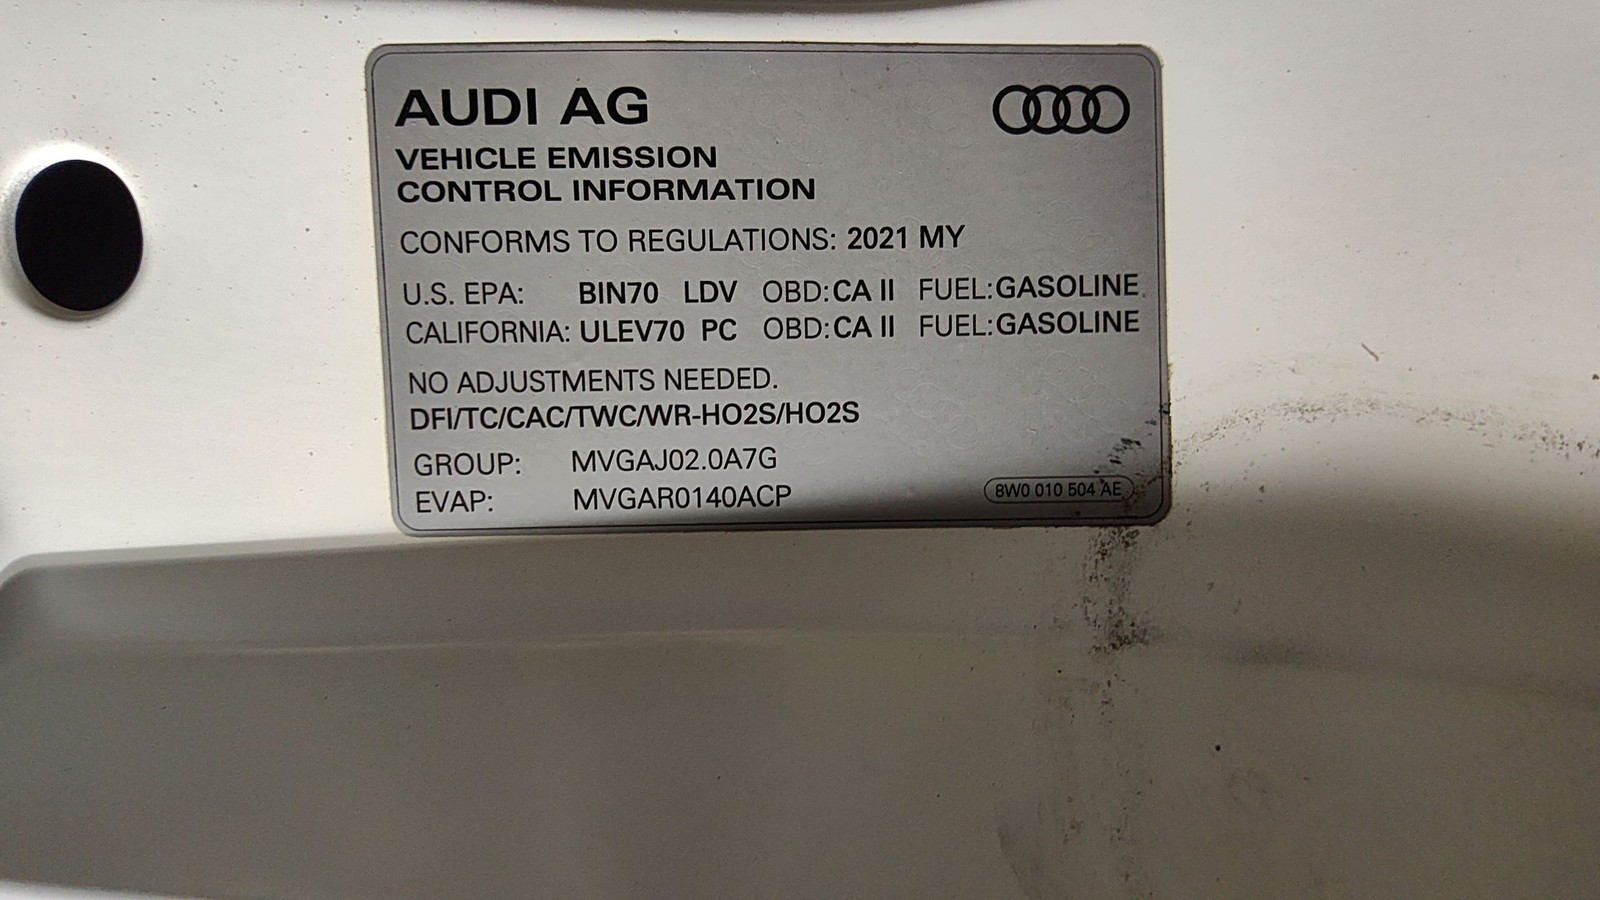 AUDI AG
VEHICLE EMISSION
CONTROL INFORMATION
CONFORMS TO REGULATIONS: 2021 MY
U.S. EPA: BIN70 LDV OBD:CA II FUEL:GASOLINE
CALIFORNIA: ULEV70 PC OBD:CA II FUEL:GASOLINE
NO ADJUSTMENTS NEEDED.
DFI/TC/CAC/TWC/WR-HO2S/HO2S
GROUP: MVGAJ02.0A7G
EVAP: MVGAR0140ACP
8W0 010 504 AE